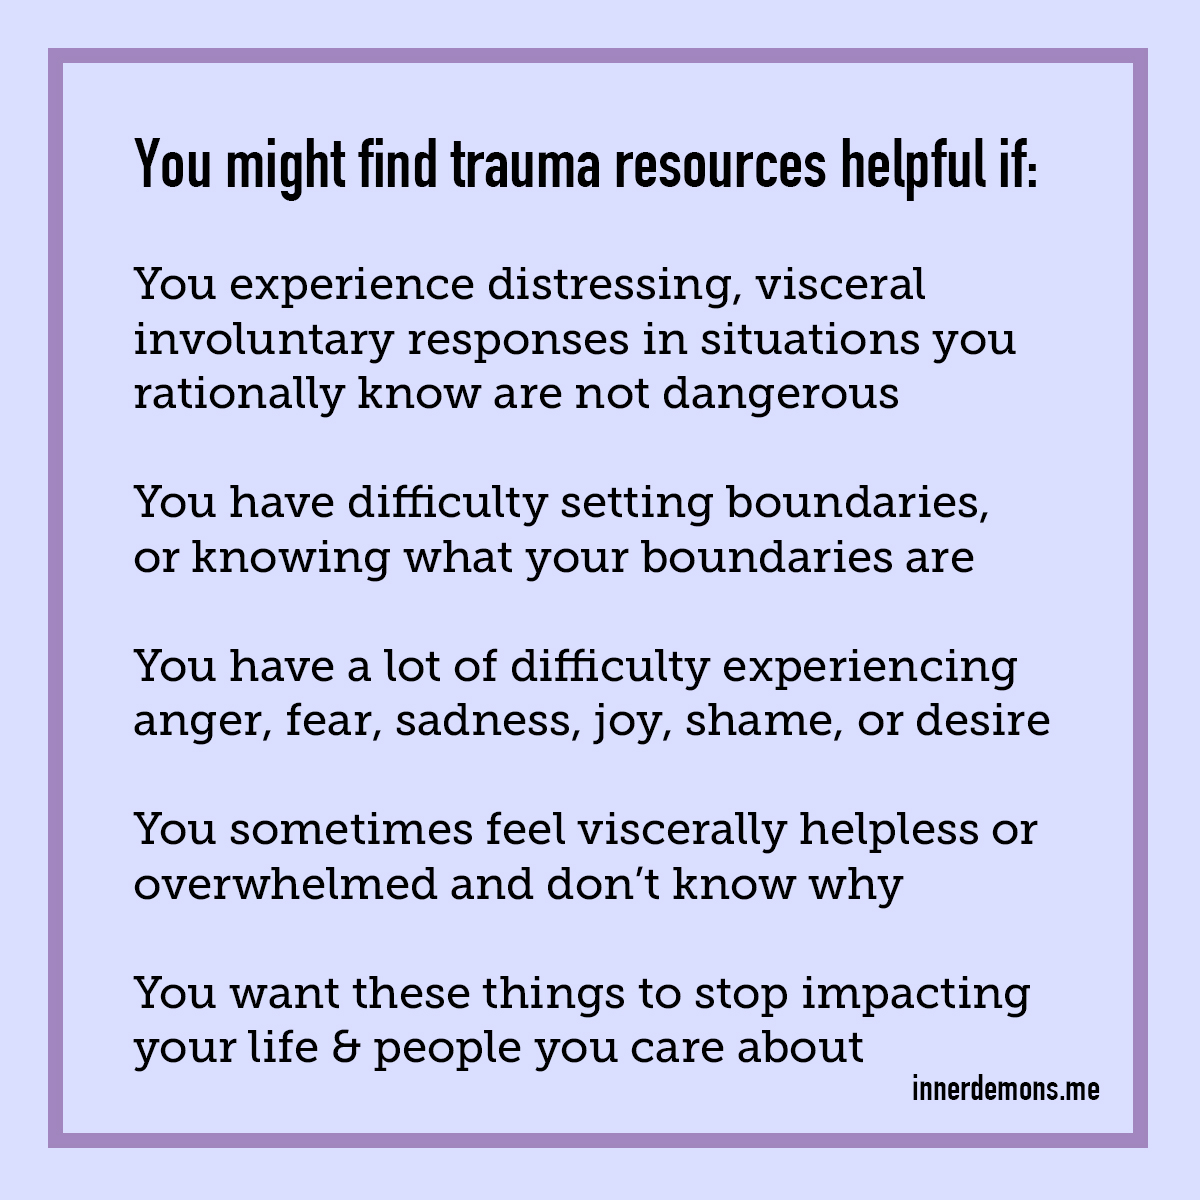 You might find trauma resources helpful if:
You experience distressing, visceral
involuntary responses in situations you
rationally know are not dangerous
You have difficulty setting boundaries,
or knowing what your boundaries are
You have a lot of difficulty experiencing
anger, fear, sadness, joy, shame, or desire
You sometimes feel viscerally helpless or
overwhelmed and don’t know why
You want these things to stop impacting
your life & people you care about
innerdemons.me